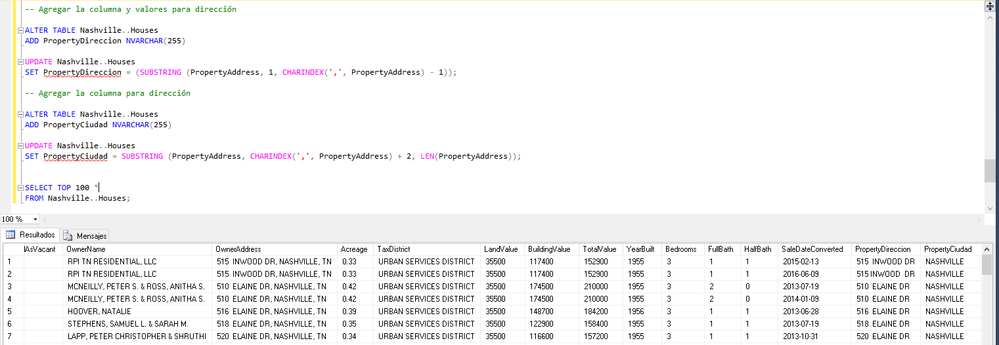 -- Agregar la columna y valores para dirección
ALTER TABLE Nashville..Houses
ADD PropertyDireccion NVARCHAR(255)
UPDATE Nashville..Houses
SET PropertyDireccion = (SUBSTRING (PropertyAddress, 1, CHARINDEX(',', PropertyAddress) - 1));
-- Agregar la columna para dirección
ALTER TABLE Nashville..Houses
ADD PropertyCiudad NVARCHAR(255)
UPDATE Nashville..Houses
SET PropertyCiudad = SUBSTRING (PropertyAddress, CHARINDEX(',', PropertyAddress) + 2, LEN(PropertyAddress));
SELECT TOP 100 *
FROM Nashville..Houses;
100 %
Resultados Mensajes
AsVacant OwnerName OwnerAddress Acreage TaxDistrict LandValue BuildingValue TotalValue YearBuilt Bedrooms FullBath HalfBath SaleDateConverted PropertyDireccion PropertyCiudad
1 RPI TN RESIDENTIAL, LLC 515 INWOOD DR, NASHVILLE, TN 0.33 URBAN SERVICES DISTRICT 35500 117400 152900 1955 3 1 1 2015-02-13 515 INWOOD DR NASHVILLE
2 RPI TN RESIDENTIAL, LLC 515 INWOOD DR, NASHVILLE, TN 0.33 URBAN SERVICES DISTRICT 35500 117400 152900 1955 3 1 1 2016-06-09 515 INWOOD DR NASHVILLE
3 MCNEILLY, PETER S. & ROSS, ANITHA S. 510 ELAINE DR, NASHVILLE, TN 0.42 URBAN SERVICES DISTRICT 35500 174500 210000 1955 3 2 0 2013-07-19 510 ELAINE DR NASHVILLE
4 MCNEILLY, PETER S. & ROSS, ANITHA S. 510 ELAINE DR, NASHVILLE, TN 0.42 URBAN SERVICES DISTRICT 35500 174500 210000 1955 3 2 0 2014-01-09 510 ELAINE DR NASHVILLE
5 HOOVER, NATALIE 516 ELAINE DR, NASHVILLE, TN 0.39 URBAN SERVICES DISTRICT 35500 148700 184200 1956 3 1 1 2013-06-28 516 ELAINE DR NASHVILLE
6 STEPHENS, SAMUEL L. & SARAH M. 518 ELAINE DR, NASHVILLE, TN 0.35 URBAN SERVICES DISTRICT 35500 122900 158400 1955 3 1 1 2013-07-19 518 ELAINE DR NASHVILLE
7 LAPP, PETER CHRISTOPHER & SHRUTHI 520 ELAINE DR, NASHVILLE, TN 0.34 URBAN SERVICES DISTRICT 35500 116600 157200 1955 3 1 1 2013-10-31 520 ELAINE DR NASHVILLE